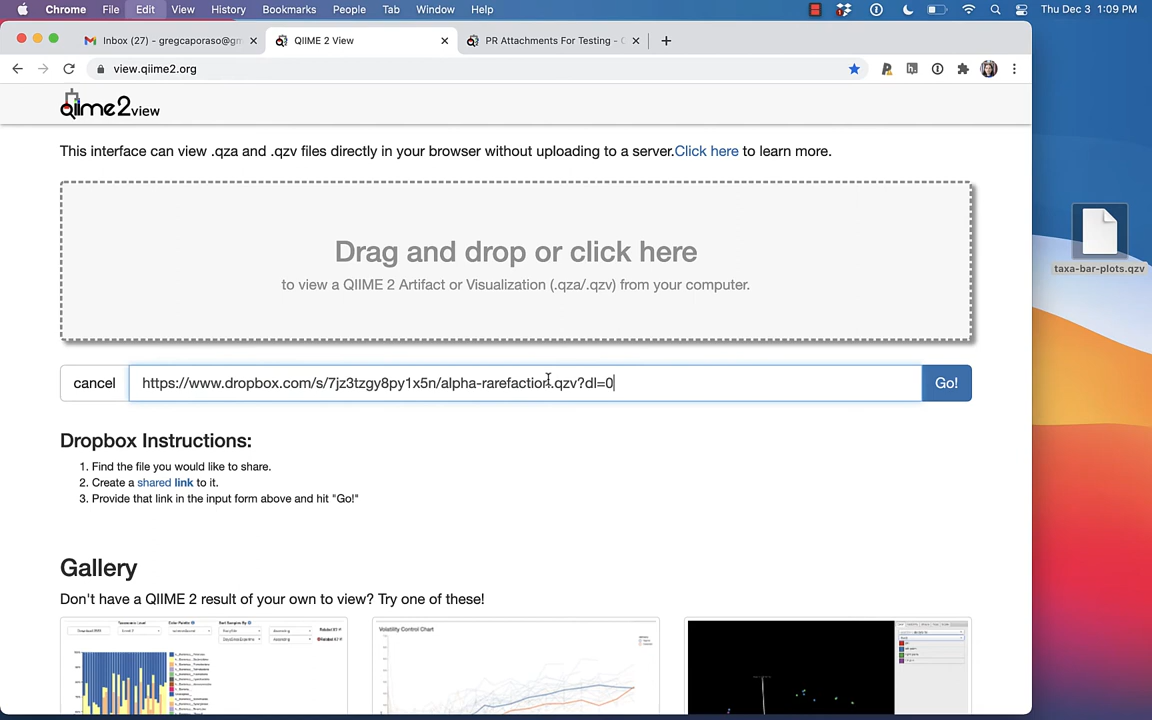 Chrome File Edit View History Bookmarks People Tab Window Help Thu Dec 3 1:09 PM
Inbox (27) - gregcaporaso@gm QIIME 2 View PR Attachments For Testing -
view.qiime2.org
qiime2view
This interface can view .qza and .qzv files directly in your browser without uploading to a server.Click here to learn more.
Drag and drop or click here
to view a QIIME 2 Artifact or Visualization (.qza/.qzv) from your computer.
taxa-bar-plots.qzv
cancel https://www.dropbox.com/s/7jz3tzgy8py1x5n/alpha-rarefaction.qzv?dl=0 Go!
Dropbox Instructions:
1. Find the file you would like to share.
2. Create a shared link to it.
3. Provide that link in the input form above and hit "Go!"
Gallery
Don't have a QIIME 2 result of your own to view? Try one of these!
Volatility Control Chart